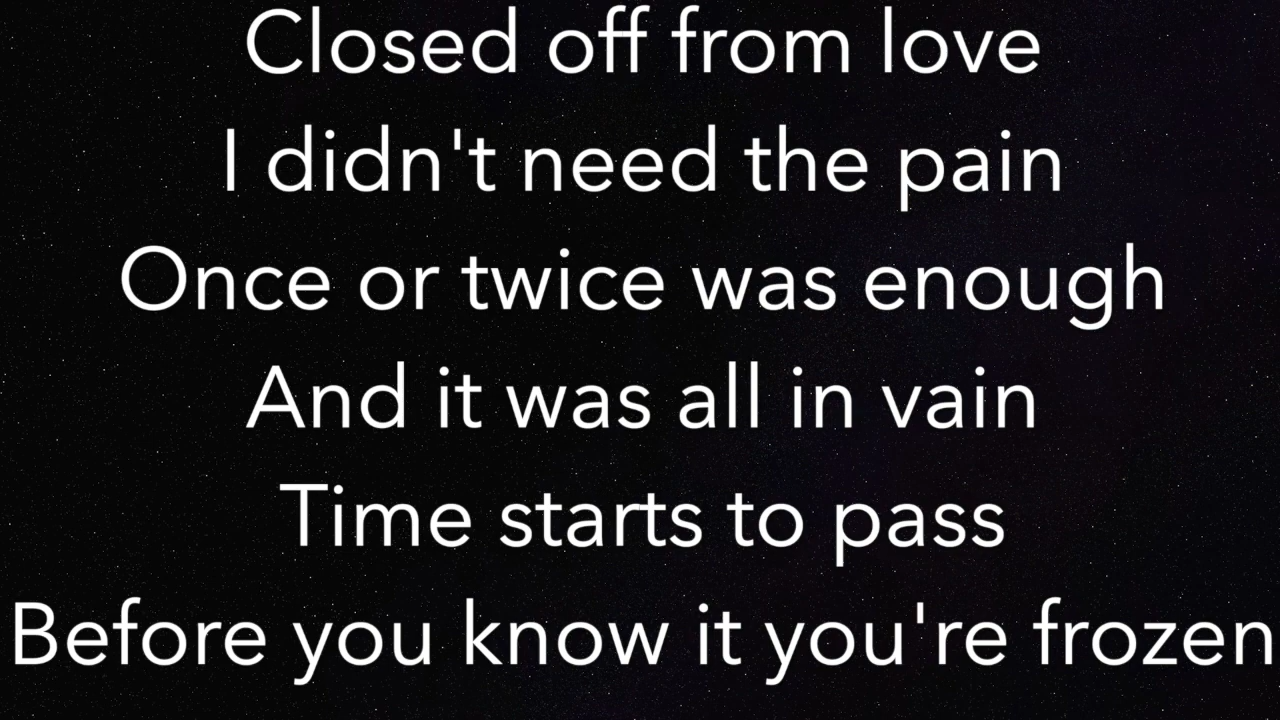 Closed off from love
I didn't need the pain
Once or twice was enough
And it was all in vain
Time starts to pass
Before you know it you're frozen